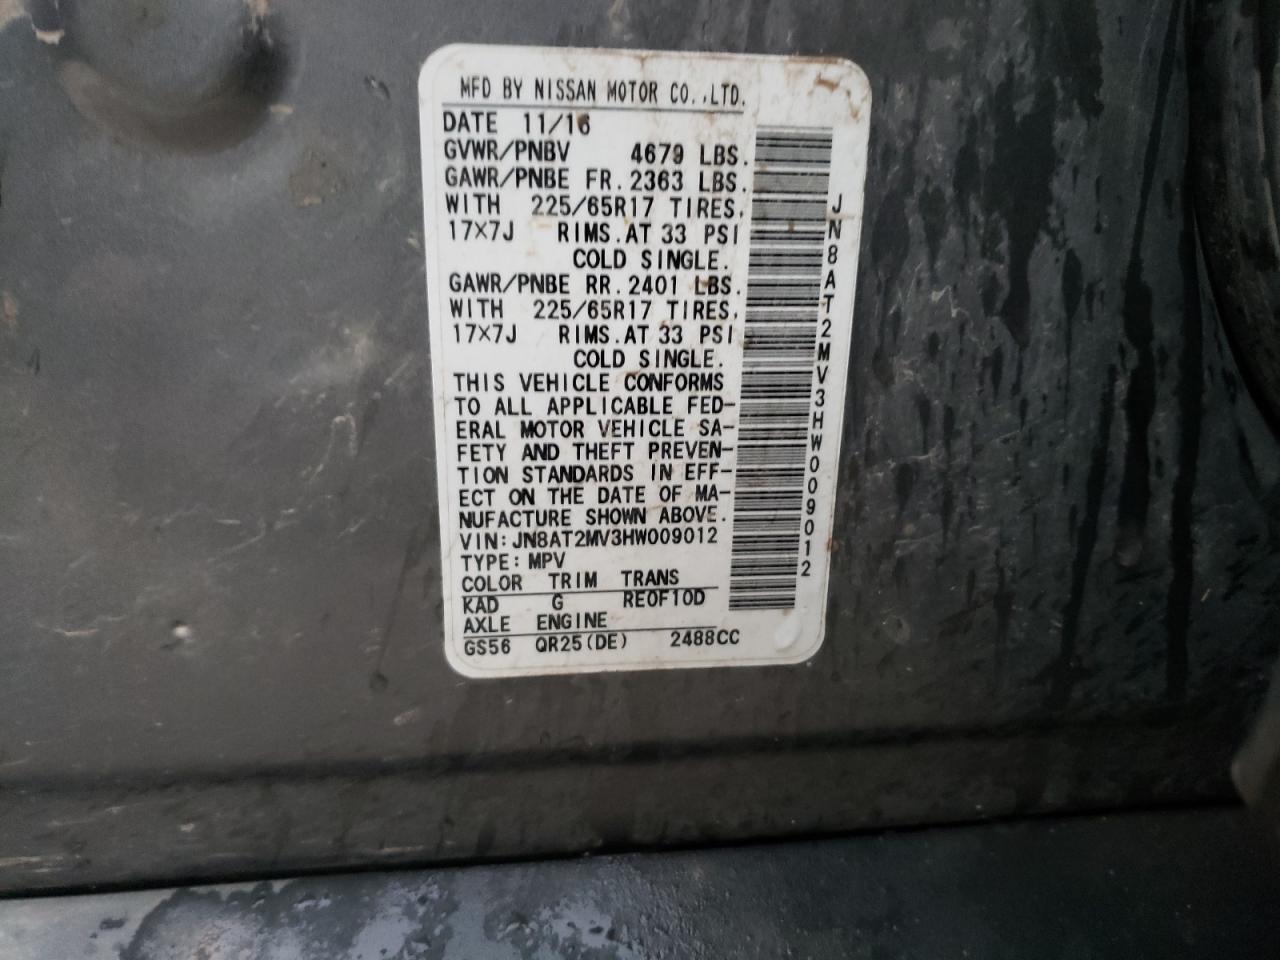 MFD BY NISSAN MOTOR CO.,LTD.
DATE 11/16
GVWR/PNBV 4679 LBS.
GAWR/PNBE FR. 2363 LBS.
WITH 225/65R17 TIRES,
17X7J RIMS.AT 33 PSI
COLD SINGLE.
GAWR/PNBE RR. 2401 LBS.
WITH 225/65R17 TIRES,
17X7J RIMS.AT 33 PSI
COLD SINGLE.
THIS VEHICLE CONFORMS
TO ALL APPLICABLE FED-
ERAL MOTOR VEHICLE SA-
FETY AND THEFT PREVEN-
TION STANDARDS IN EFF-
ECT ON THE DATE OF MA-
NUFACTURE SHOWN ABOVE.
VIN: JN8AT2MV3HW009012
TYPE: MPV
COLOR TRIM TRANS
KAD G RE0F10D
AXLE ENGINE
GS56 QR25(DE) 2488CC
JN8AT2MV3HW009012